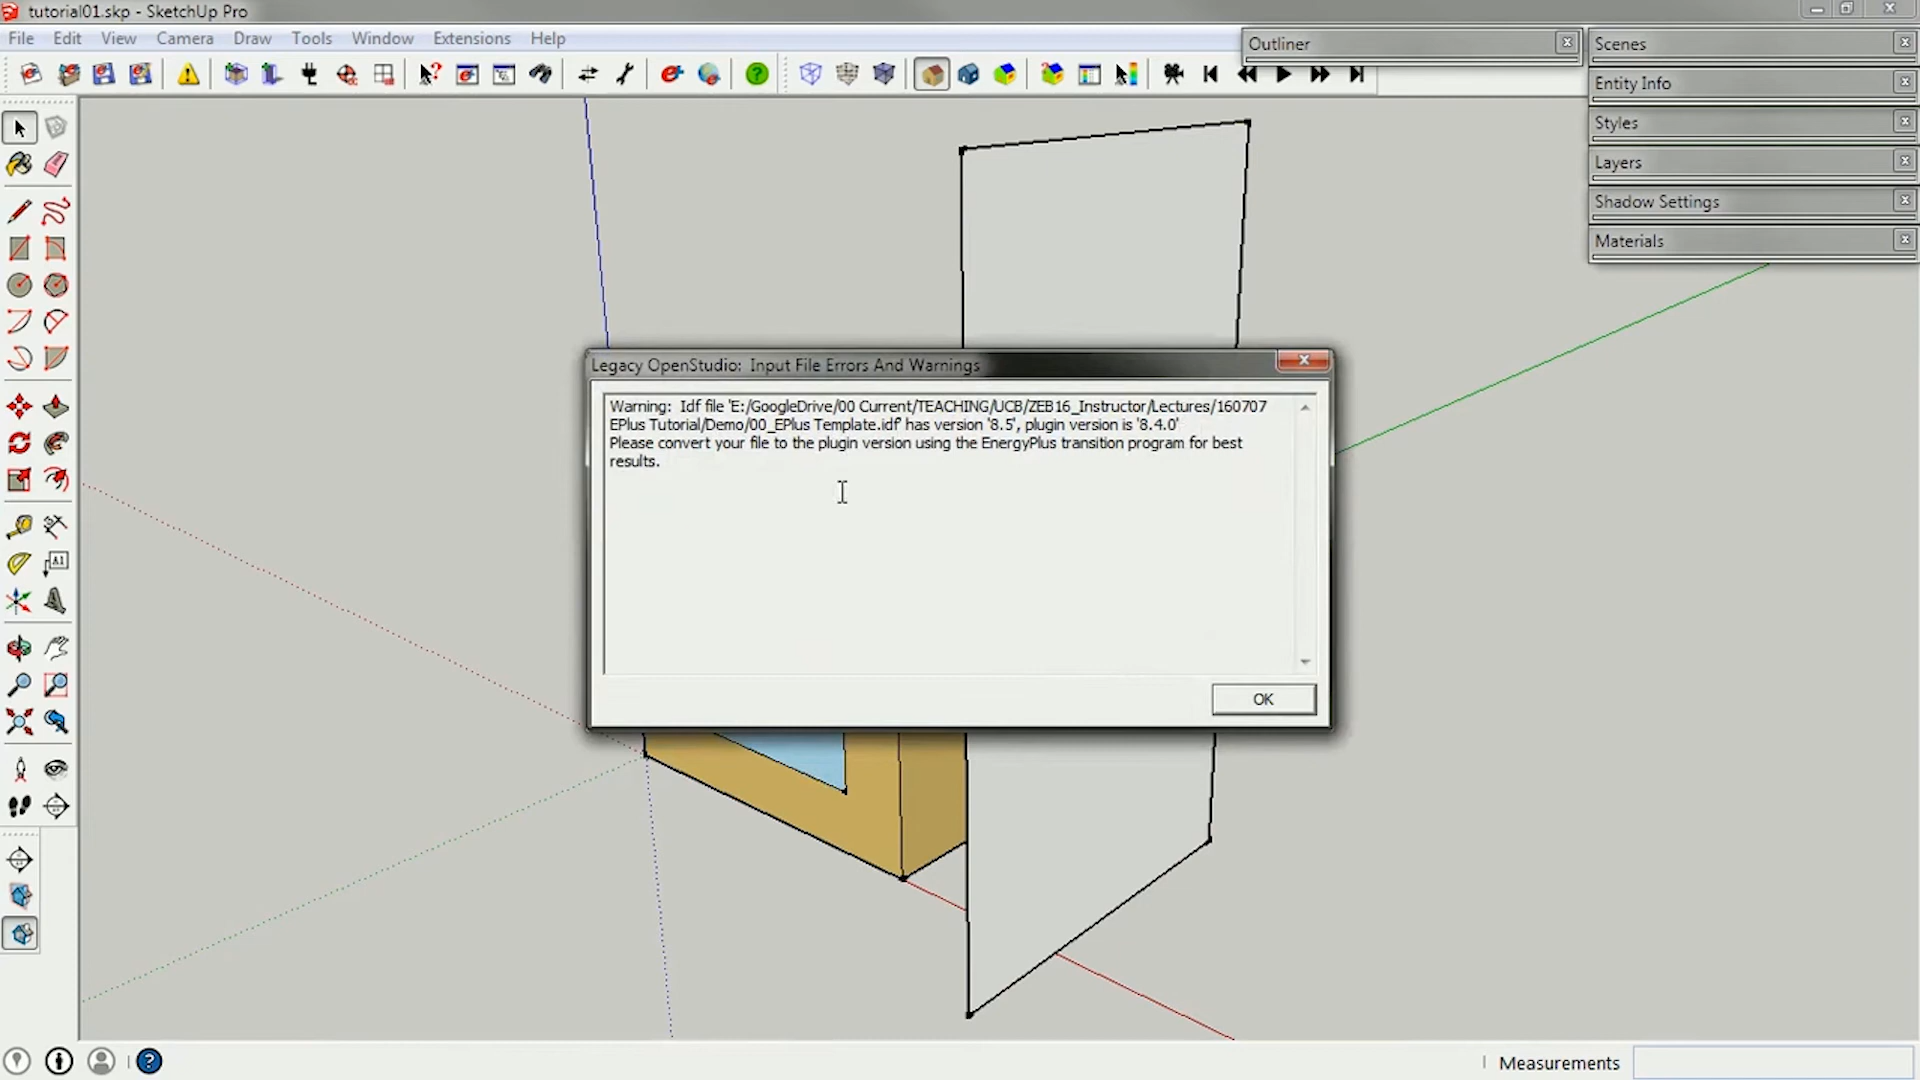 tutorial01.skp - SketchUp Pro
File Edit View Camera Draw Tools Window Extensions Help
Outliner
Scenes
Entity Info
Styles
Layers
Shadow Settings
Materials
A1
Legacy OpenStudio: Input File Errors And Warnings
Warning: Idf file 'E:/GoogleDrive/00 Current/TEACHING/UCB/ZEB16_Instructor/Lectures/160707
EPlus Tutorial/Demo/00_EPlus Template.idf' has version '8.5', plugin version is '8.4.0'
Please convert your file to the plugin version using the EnergyPlus transition program for best
results.
OK
Measurements